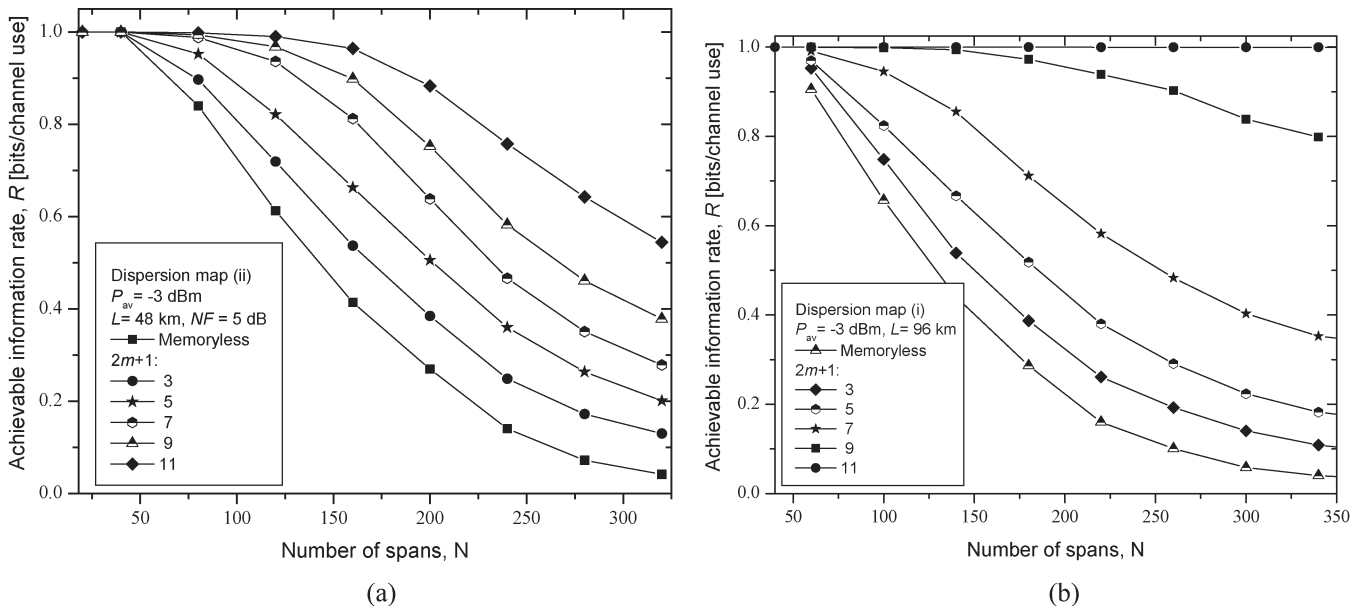 Achievable information rate, R [bits/channel use]
1.0
0.8
0.6
0.4
0.2
0.0
Dispersion map (ii)
Pav= -3 dBm
L= 48 km, NF = 5 dB
Memoryless
2m+1:
3
5
7
9
11
50 100 150 200 250 300
Number of spans, N
(a)
Achievable information rate, R [bits/channel use]
1.0
0.8
0.6
0.4
0.2
0.0
Dispersion map (i)
Pav= -3 dBm, L= 96 km
Memoryless
2m+1:
3
5
7
9
11
50 100 150 200 250 300 350
Number of spans, N
(b)